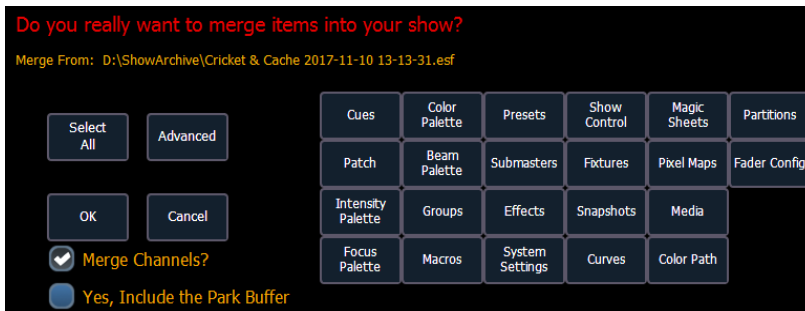 Do you really want to merge items into your show?
Merge From: D:\ShowArchive\Cricket & Cache 2017-11-10 13-13-31.esf
Select
All
Advanced
OK
Cancel
Merge Channels?
Yes, Include the Park Buffer
Cues
Color
Palette
Presets
Show
Control
Magic
Sheets
Partitions
Patch
Beam
Palette
Submasters
Fixtures
Pixel Maps
Fader Config
Intensity
Palette
Groups
Effects
Snapshots
Media
Focus
Palette
Macros
System
Settings
Curves
Color Path